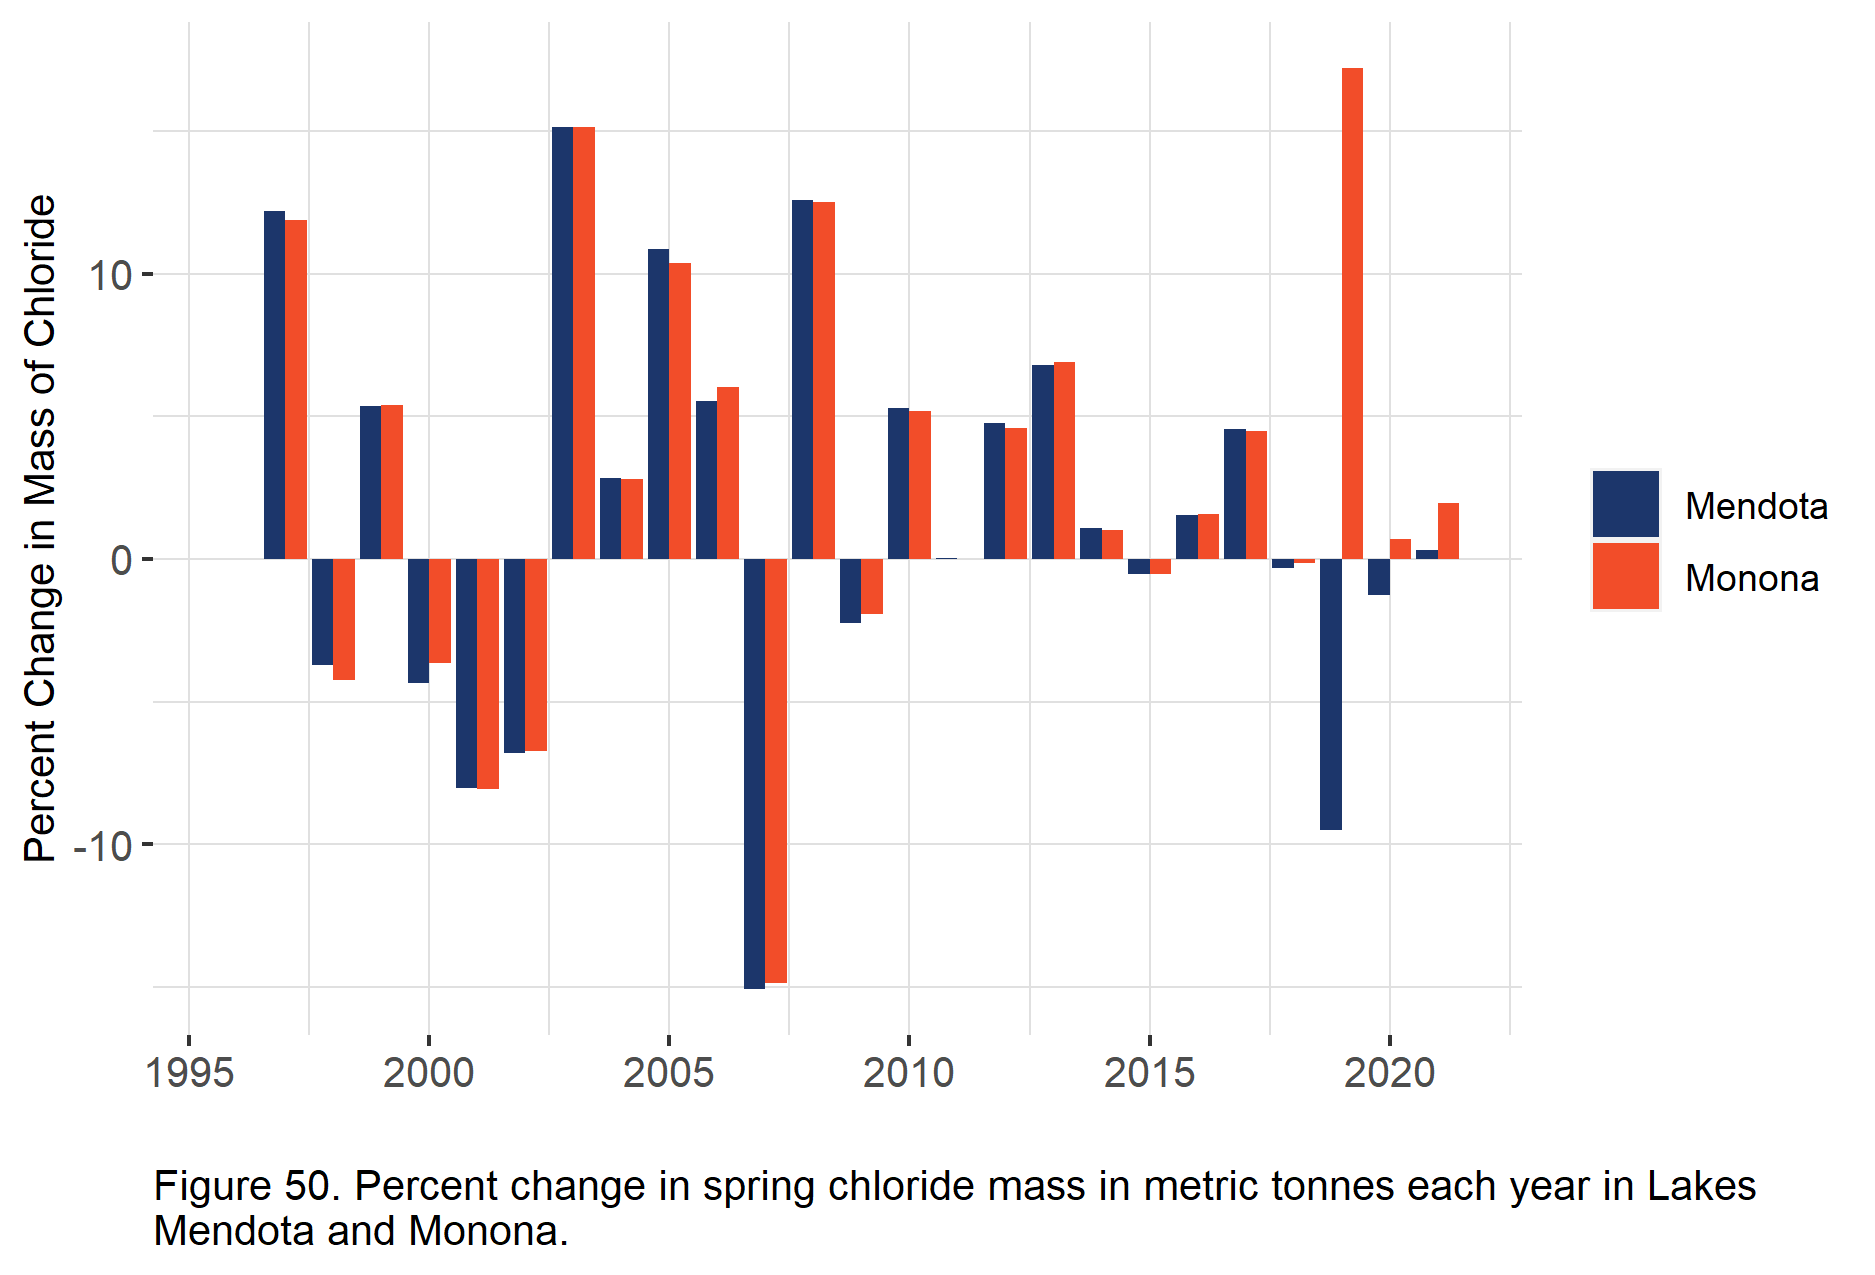 Percent Change in Mass of Chloride
10
0
-10
1995 2000 2005 2010 2015 2020
Mendota
Monona
Figure 50. Percent change in spring chloride mass in metric tonnes each year in Lakes
Mendota and Monona.